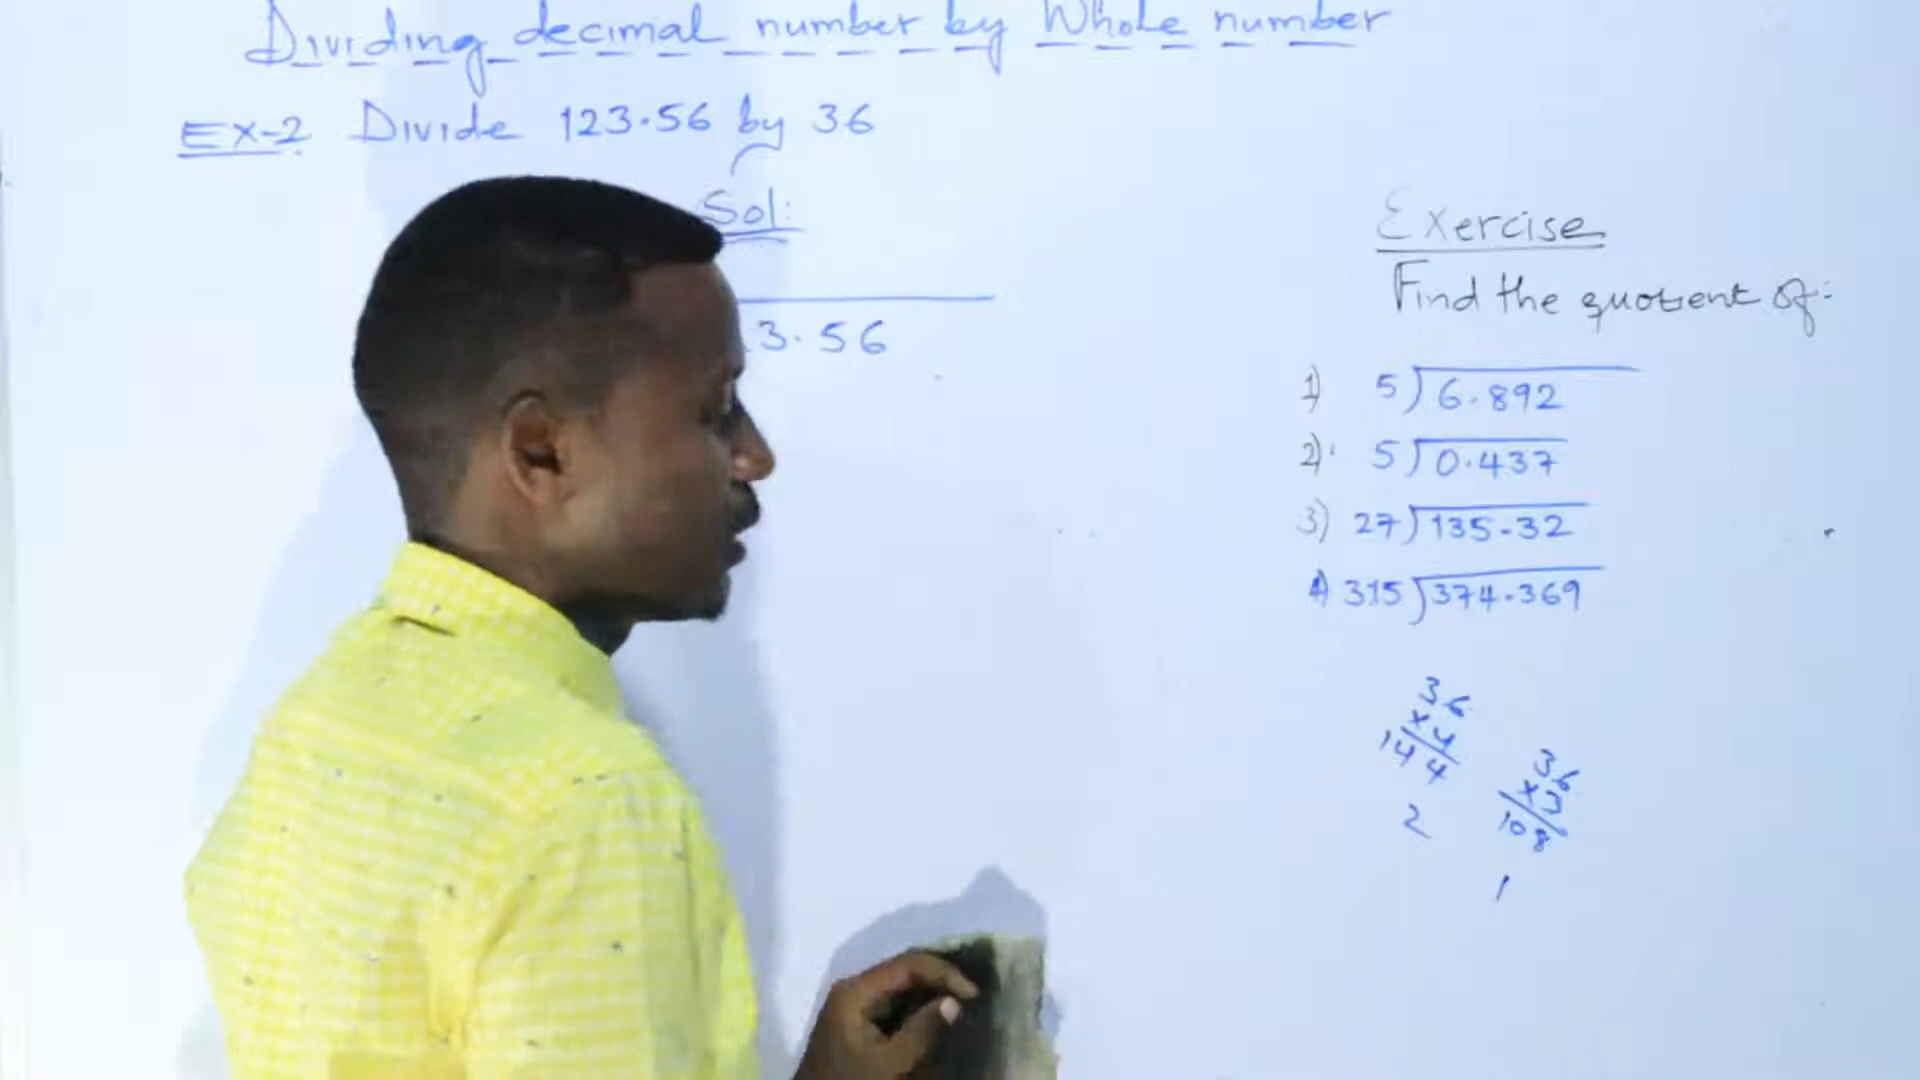 Dividing decimal number by Whole number
EX-2 Divide 123.56 by 36
Sol:
3.56
Exercise
Find the quotient of:
1) 5)6.892
2) 5)0.437
3) 27)135.32
4) 315)374.369
36
x4
144
2
36
x3
108
1